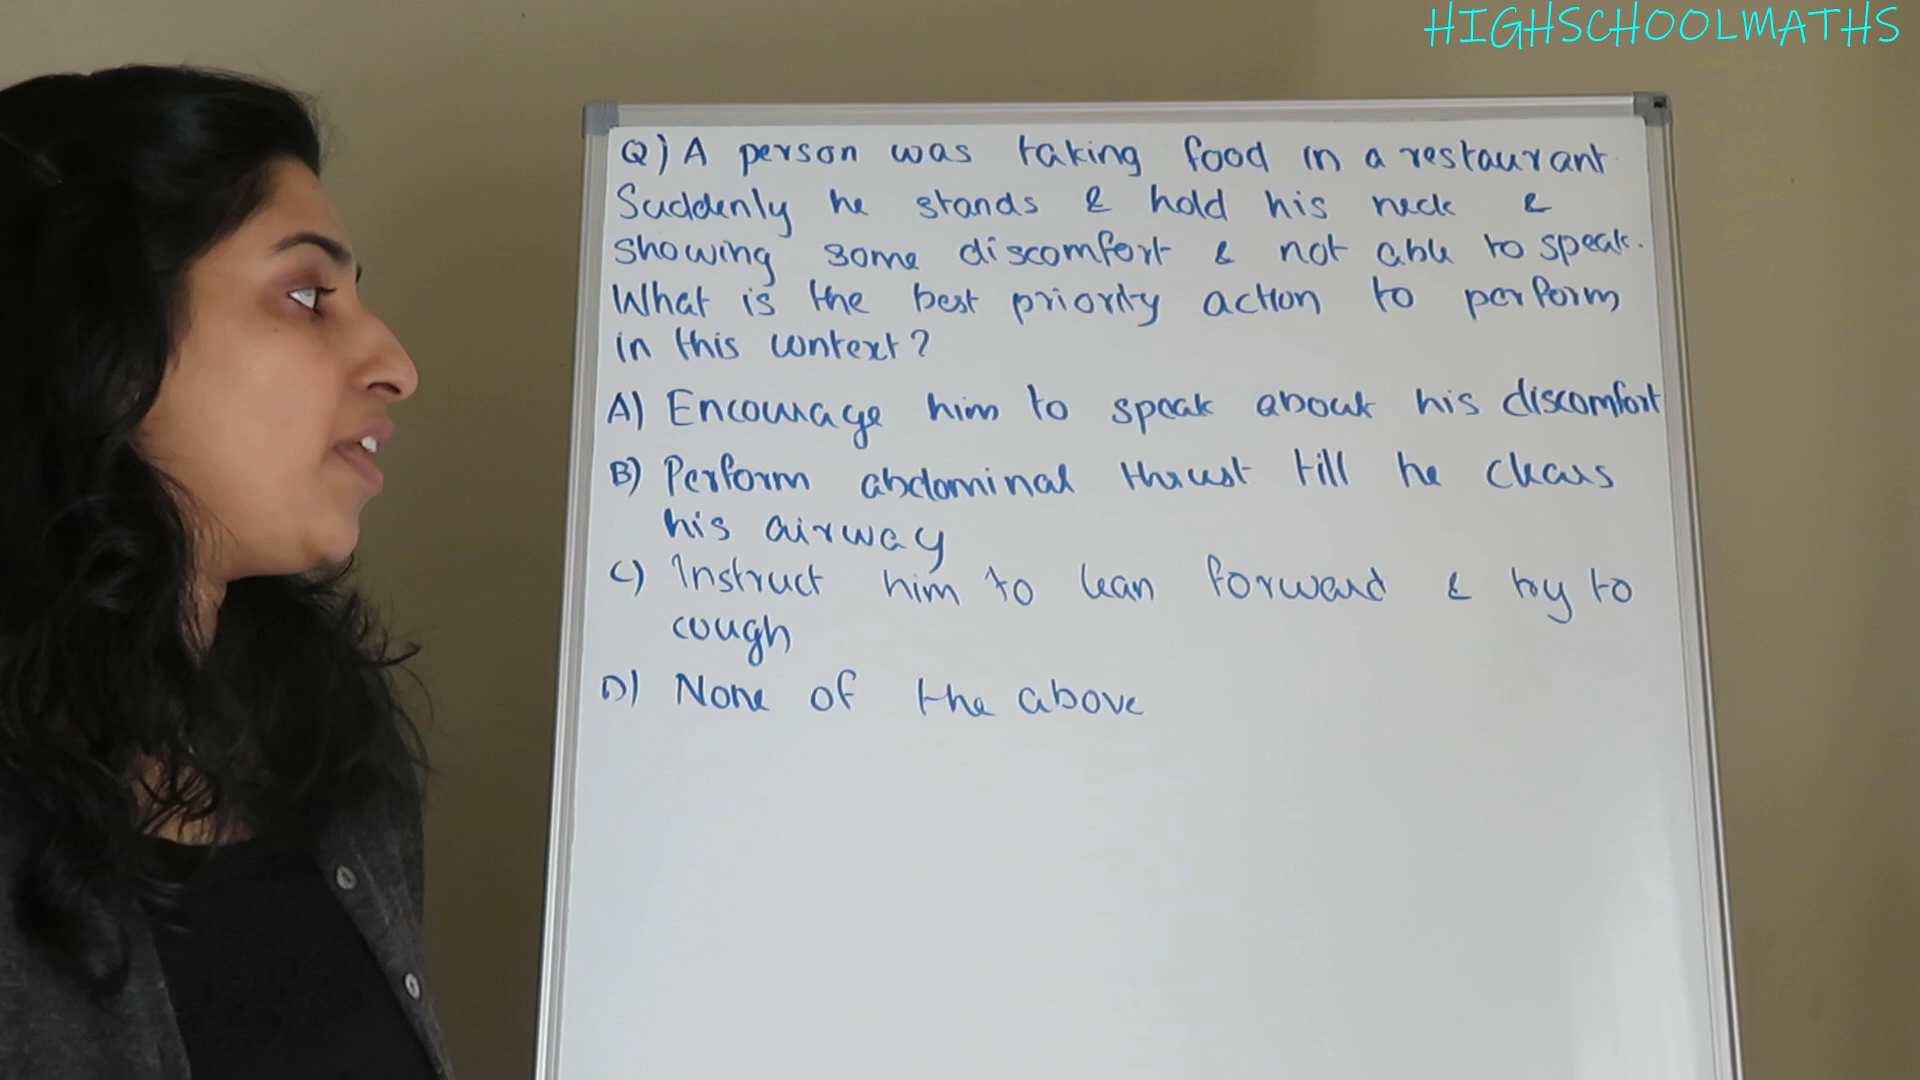 HIGHSCHOOLMATHS
Q) A person was taking food in a restaurant
Suddenly he stands & hold his neck &
showing some discomfort & not able to speak.
What is the best priority action to perform
in this context?
A) Encourage him to speak about his discomfort
B) Perform abdominal thrust till he clears
his airway
C) Instruct him to lean forward & try to
cough
D) None of the above